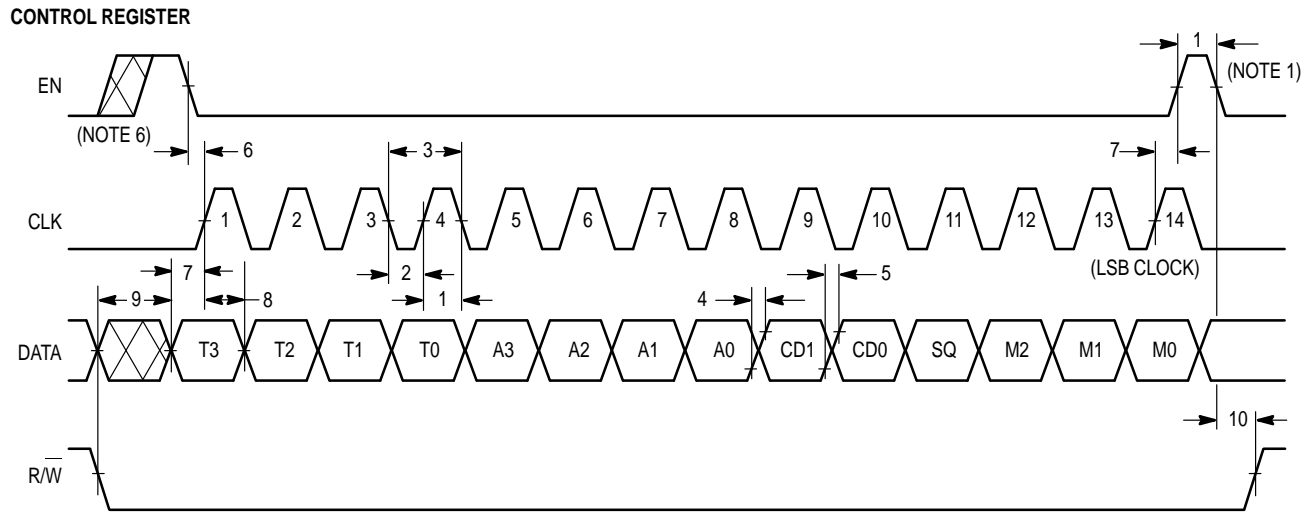 CONTROL REGISTER
1
EN
(NOTE 1)
(NOTE 6)
6
3
7
CLK
1 2 3 4 5 6 7 8 9 10 11 12 13 14
(LSB CLOCK)
7 2 5
9 8 1 4
DATA
T3 T2 T1 T0 A3 A2 A1 A0 CD1 CD0 SQ M2 M1 M0
10
R/W̅